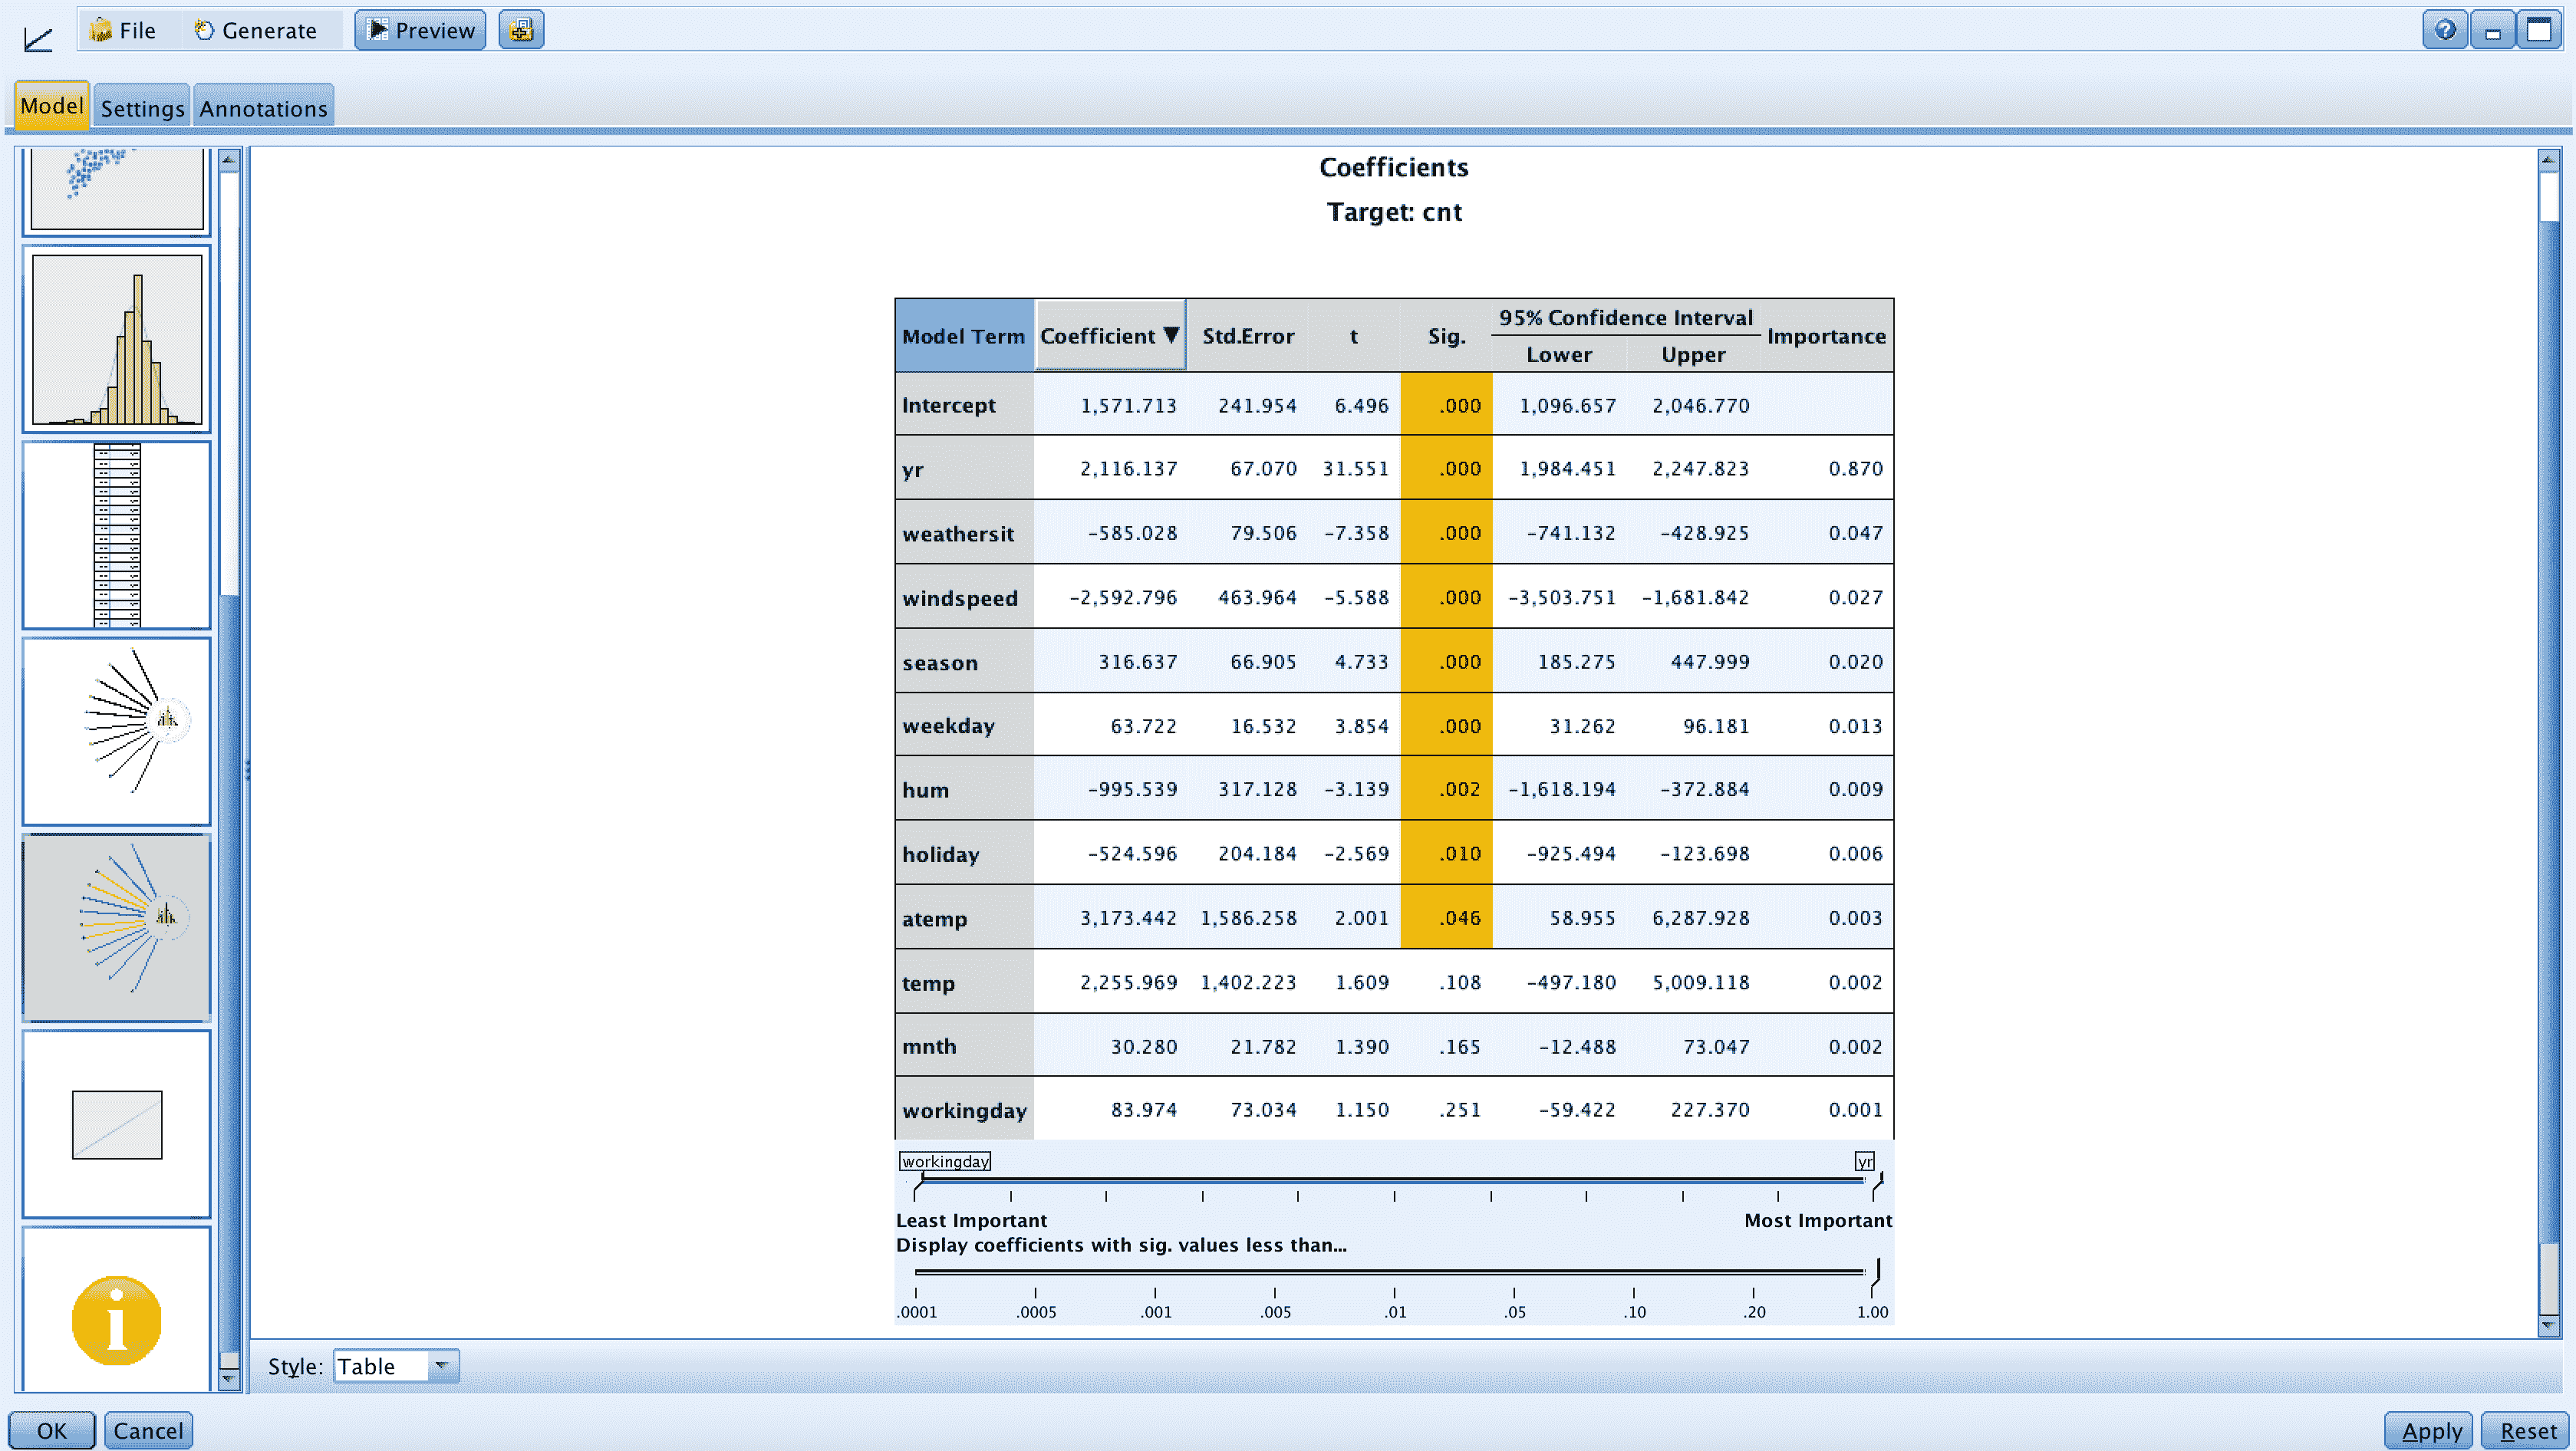 File Generate Preview
Model Settings Annotations
Coefficients
Target: cnt
Model Term Coefficient ▼ Std.Error t Sig. 95% Confidence Interval Importance
Lower Upper
Intercept 1,571.713 241.954 6.496 .000 1,096.657 2,046.770
yr 2,116.137 67.070 31.551 .000 1,984.451 2,247.823 0.870
weathersit -585.028 79.506 -7.358 .000 -741.132 -428.925 0.047
windspeed -2,592.796 463.964 -5.588 .000 -3,503.751 -1,681.842 0.027
season 316.637 66.905 4.733 .000 185.275 447.999 0.020
weekday 63.722 16.532 3.854 .000 31.262 96.181 0.013
hum -995.539 317.128 -3.139 .002 -1,618.194 -372.884 0.009
holiday -524.596 204.184 -2.569 .010 -925.494 -123.698 0.006
atemp 3,173.442 1,586.258 2.001 .046 58.955 6,287.928 0.003
temp 2,255.969 1,402.223 1.609 .108 -497.180 5,009.118 0.002
mnth 30.280 21.782 1.390 .165 -12.488 73.047 0.002
workingday 83.974 73.034 1.150 .251 -59.422 227.370 0.001
workingday yr
Least Important Most Important
Display coefficients with sig. values less than...
.0001 .0005 .001 .005 .01 .05 .10 .20 1.00
Style: Table
OK Cancel Apply Reset